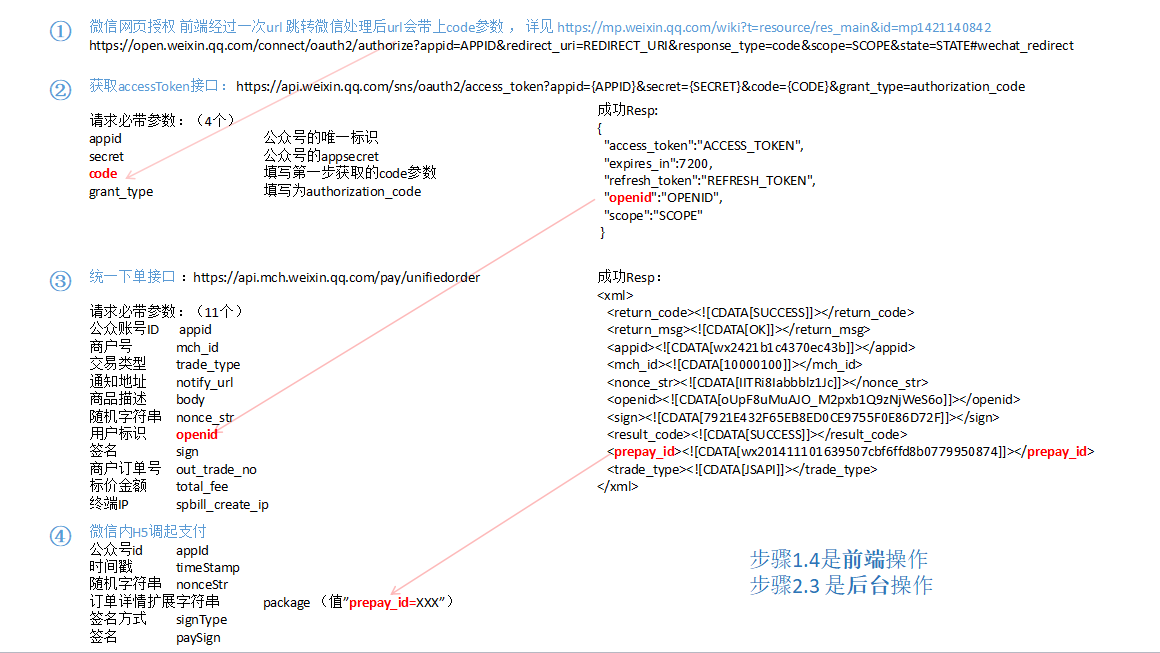 ① 微信网页授权 前端经过一次url 跳转微信处理后url会带上code参数 ，详见 https://mp.weixin.qq.com/wiki?t=resource/res_main&id=mp1421140842
https://open.weixin.qq.com/connect/oauth2/authorize?appid=APPID&redirect_uri=REDIRECT_URI&response_type=code&scope=SCOPE&state=STATE#wechat_redirect
② 获取accessToken接口：https://api.weixin.qq.com/sns/oauth2/access_token?appid={APPID}&secret={SECRET}&code={CODE}&grant_type=authorization_code
请求必带参数：（4个）
appid 公众号的唯一标识
secret 公众号的appsecret
code 填写第一步获取的code参数
grant_type 填写为authorization_code
成功Resp:
{
"access_token":"ACCESS_TOKEN",
"expires_in":7200,
"refresh_token":"REFRESH_TOKEN",
"openid":"OPENID",
"scope":"SCOPE"
}
③ 统一下单接口 ：https://api.mch.weixin.qq.com/pay/unifiedorder
请求必带参数：（11个）
公众账号ID appid
商户号 mch_id
交易类型 trade_type
通知地址 notify_url
商品描述 body
随机字符串 nonce_str
用户标识 openid
签名 sign
商户订单号 out_trade_no
标价金额 total_fee
终端IP spbill_create_ip
成功Resp：
<xml>
<return_code><![CDATA[SUCCESS]]></return_code>
<return_msg><![CDATA[OK]]></return_msg>
<appid><![CDATA[wx2421b1c4370ec43b]]></appid>
<mch_id><![CDATA[10000100]]></mch_id>
<nonce_str><![CDATA[IITRi8Iabbblz1Jc]]></nonce_str>
<openid><![CDATA[oUpF8uMuAJO_M2pxb1Q9zNjWeS6o]]></openid>
<sign><![CDATA[7921E432F65EB8ED0CE9755F0E86D72F]]></sign>
<result_code><![CDATA[SUCCESS]]></result_code>
<prepay_id><![CDATA[wx201411101639507cbf6ffd8b0779950874]]></prepay_id>
<trade_type><![CDATA[JSAPI]]></trade_type>
</xml>
④ 微信内H5调起支付
公众号id appId
时间戳 timeStamp
随机字符串 nonceStr
订单详情扩展字符串 package （值”prepay_id=XXX”）
签名方式 signType
签名 paySign
步骤1.4是前端操作
步骤2.3 是后台操作